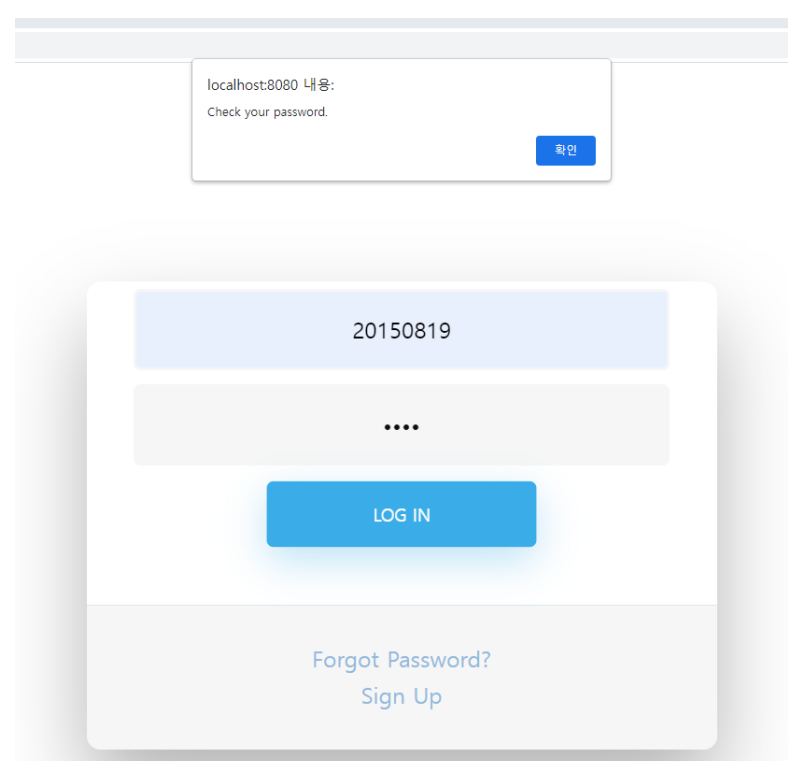 localhost:8080 내용:
Check your password.
확인
20150819
••••
LOG IN
Forgot Password?
Sign Up